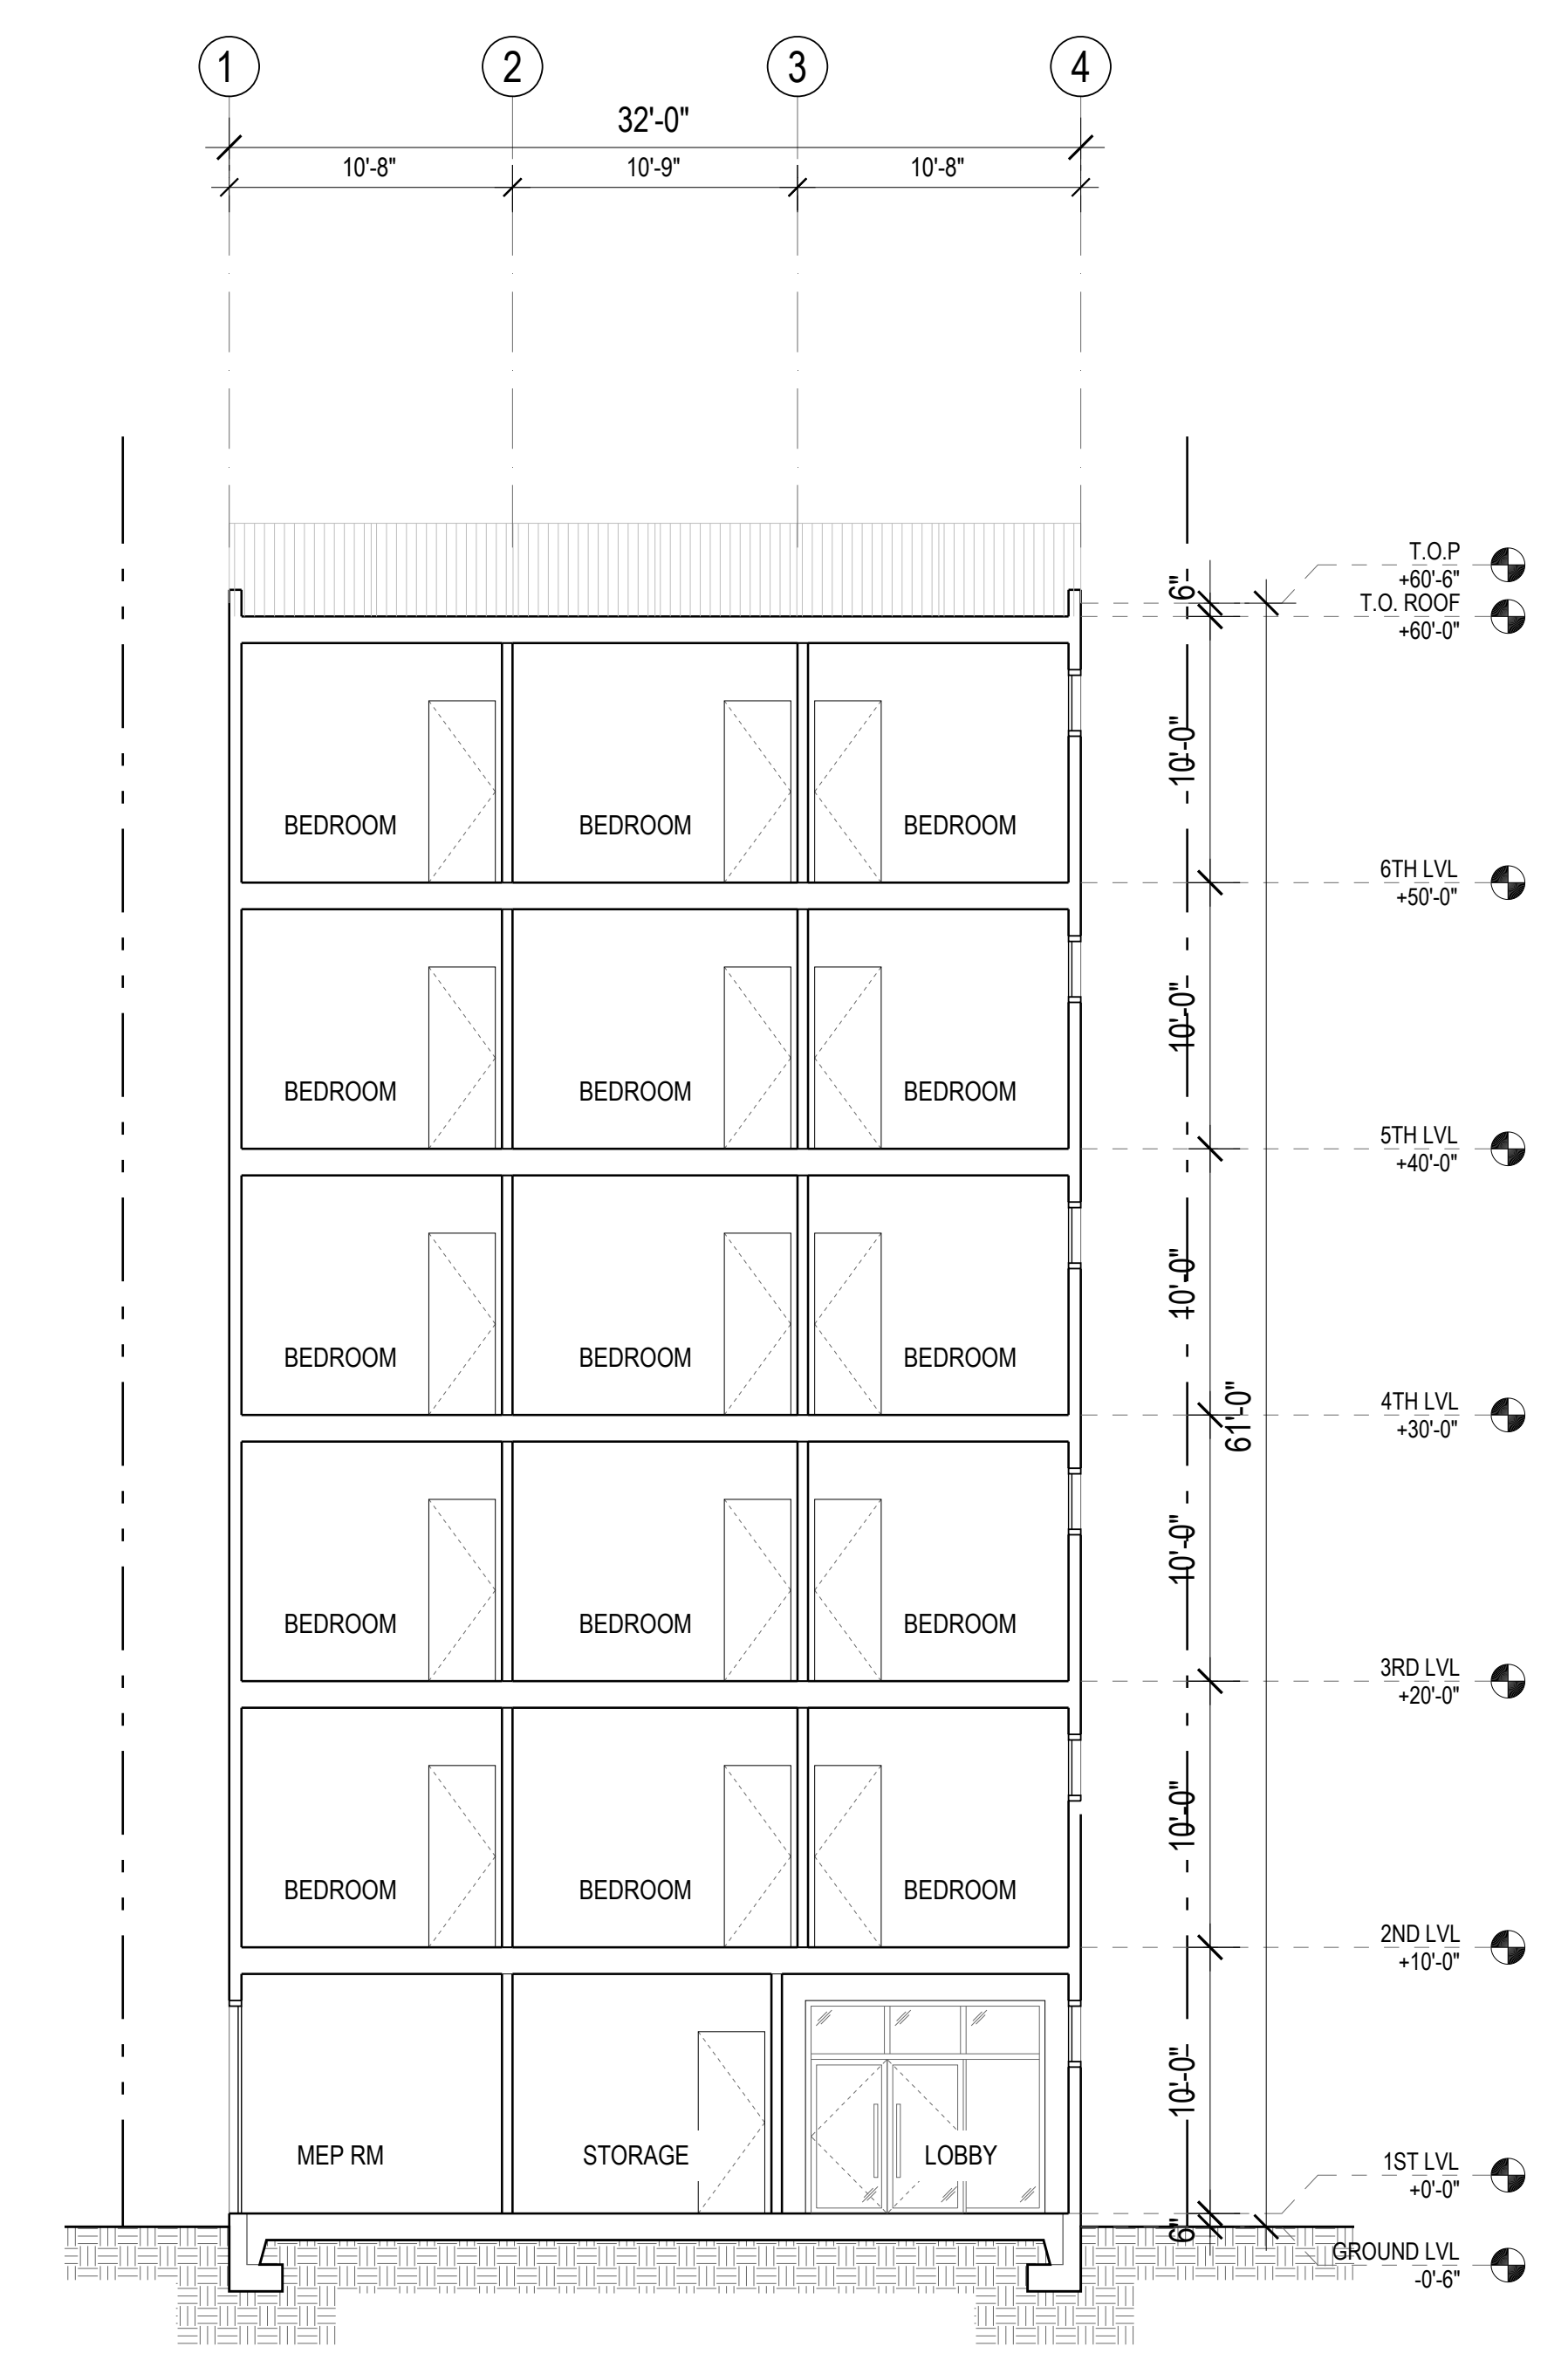 1 2 3 4
32'-0"
10'-8" 10'-9" 10'-8"
T.O.P
+60'-6"
6"
T.O. ROOF
+60'-0"
10'-0"
BEDROOM BEDROOM BEDROOM
6TH LVL
+50'-0"
10'-0"
BEDROOM BEDROOM BEDROOM
5TH LVL
+40'-0"
10'-0"
BEDROOM BEDROOM BEDROOM
4TH LVL
+30'-0"
61'-0"
10'-0"
BEDROOM BEDROOM BEDROOM
3RD LVL
+20'-0"
10'-0"
BEDROOM BEDROOM BEDROOM
2ND LVL
+10'-0"
10'-0"
MEP RM STORAGE LOBBY
1ST LVL
+0'-0"
6"
GROUND LVL
-0'-6"